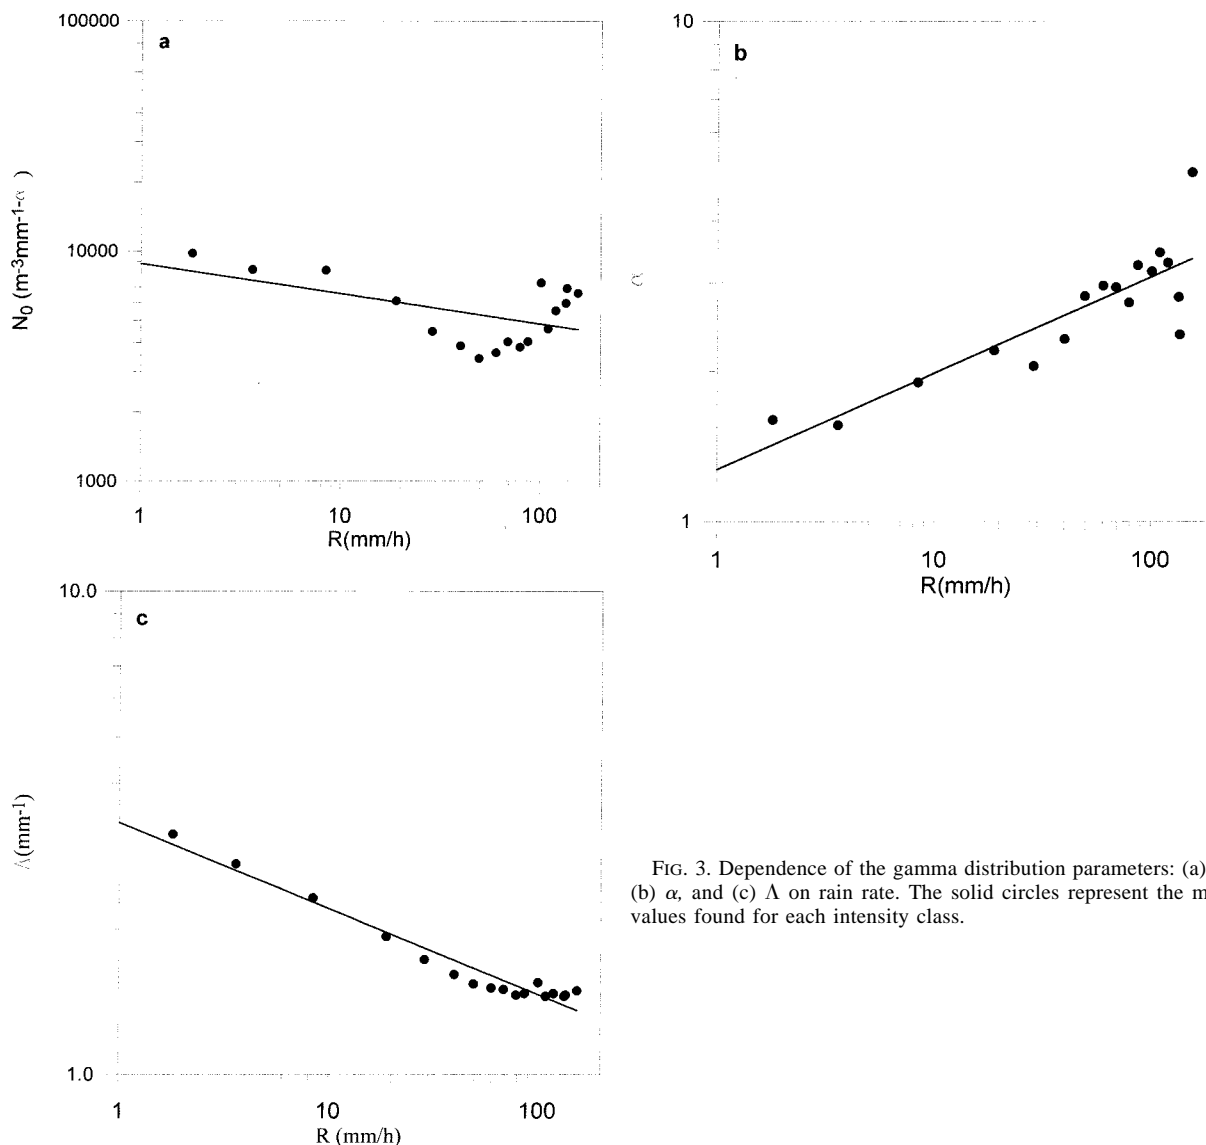 100000
a
10000
1000
N0 (m-3mm-1-α)
1
10
100
R(mm/h)
10
b
α
1
1
10
100
R(mm/h)
10.0
c
Λ(mm-1)
1.0
1
10
100
R (mm/h)
FIG. 3. Dependence of the gamma distribution parameters: (a)
(b) α, and (c) Λ on rain rate. The solid circles represent the m
values found for each intensity class.